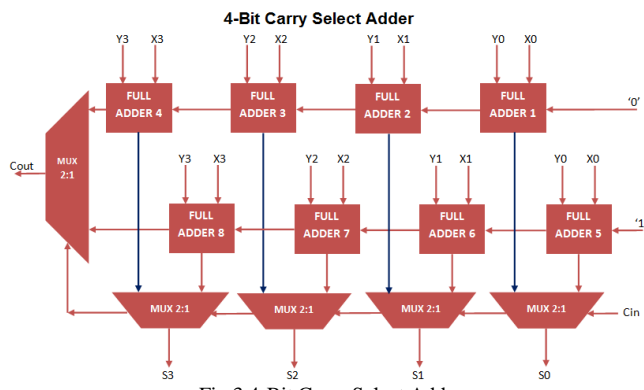 4-Bit Carry Select Adder
Y3 X3 Y2 X2 Y1 X1 Y0 X0
FULL ADDER 4
FULL ADDER 3
FULL ADDER 2
FULL ADDER 1
'0'
MUX 2:1
Cout
Y3 X3 Y2 X2 Y1 X1 Y0 X0
FULL ADDER 8
FULL ADDER 7
FULL ADDER 6
FULL ADDER 5
'1
MUX 2:1
MUX 2:1
MUX 2:1
MUX 2:1
Cin
S3 S2 S1 S0